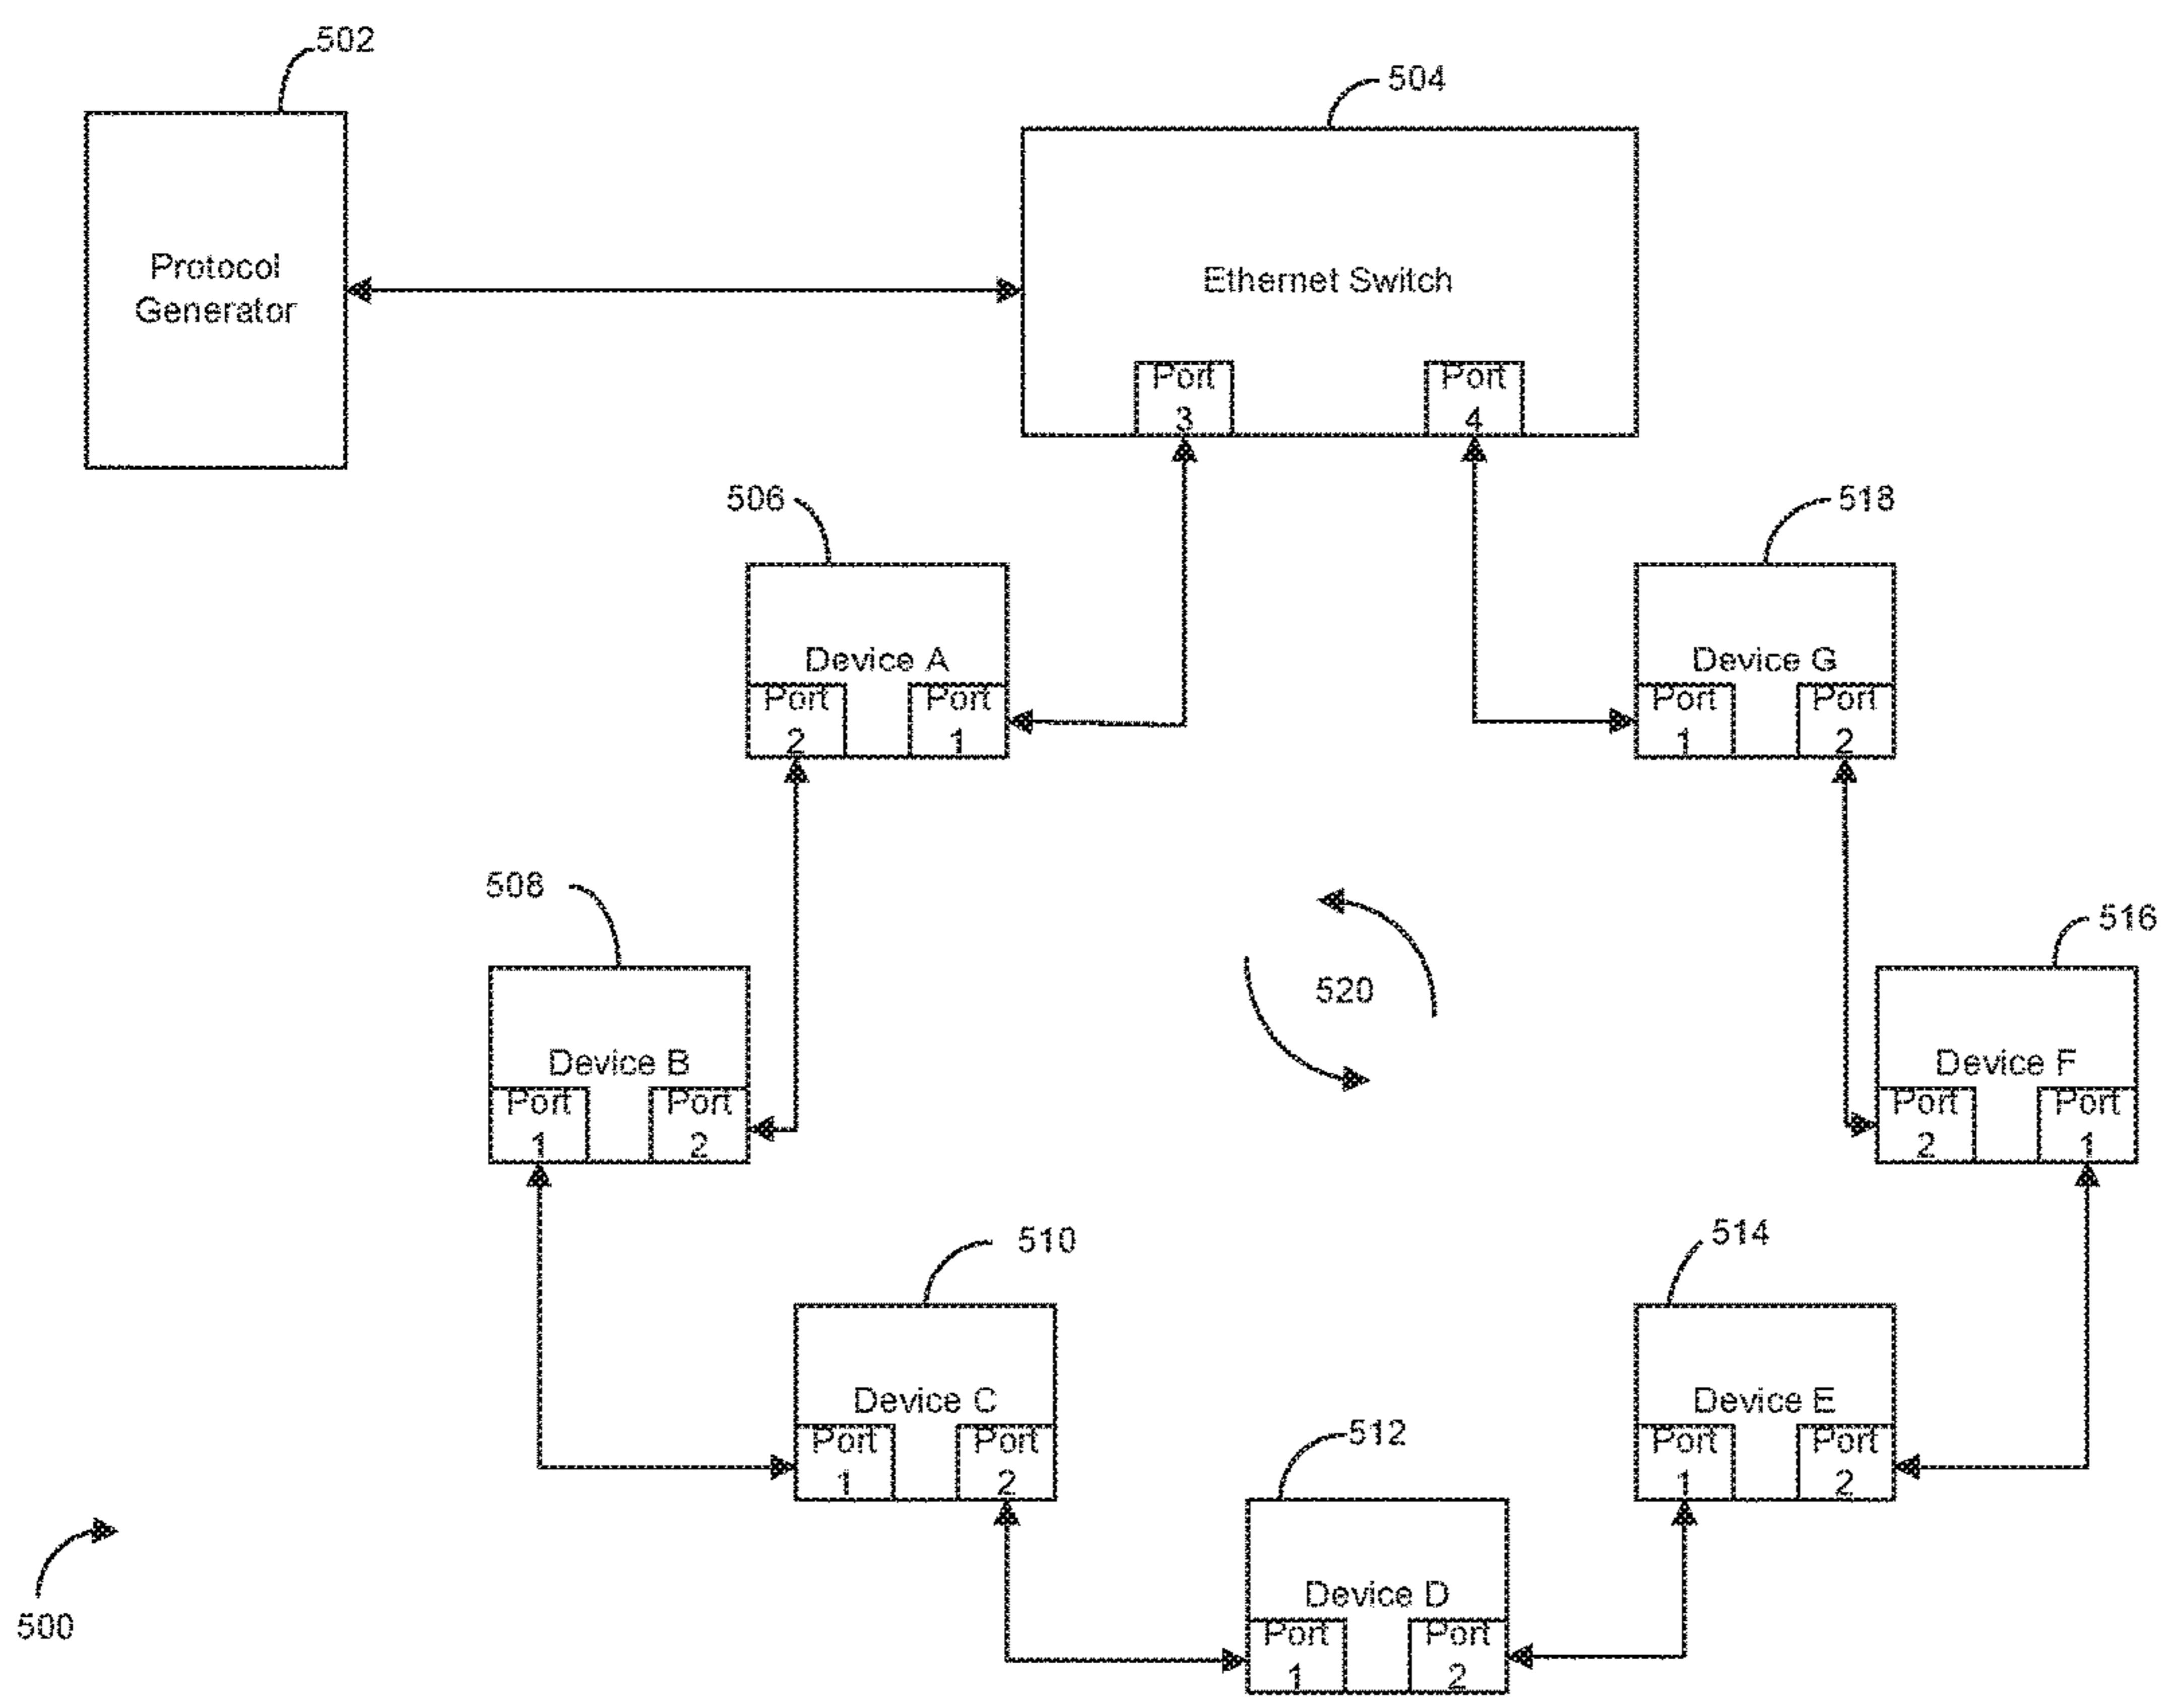 502
504
Protocol
Generator
Ethernet Switch
Port
3
Port
4
506
518
Device A
Port
2
Port
1
Device G
Port
1
Port
2
508
516
520
Device B
Port
1
Port
2
Device F
Port
2
Port
1
510
514
Device C
Port
1
Port
2
Device E
Port
1
Port
2
512
Device D
Port
1
Port
2
500